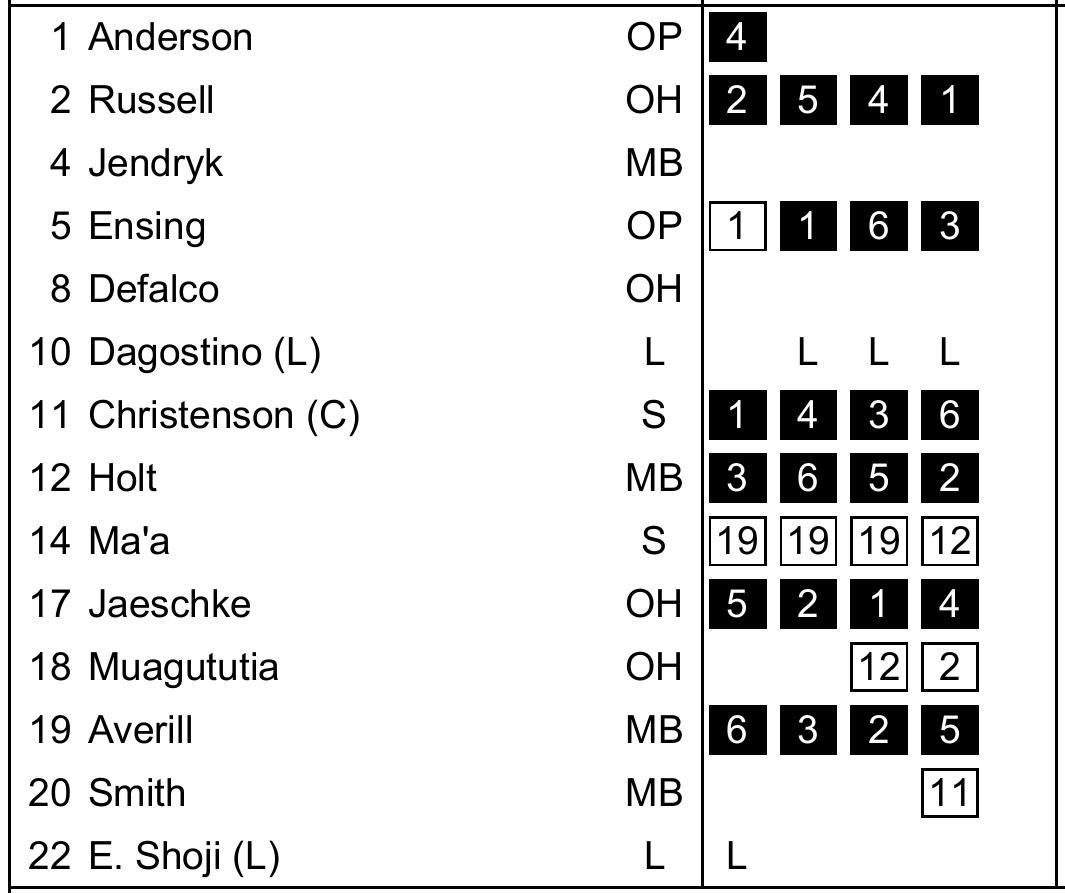 1 Anderson OP 4
2 Russell OH 2 5 4 1
4 Jendryk MB
5 Ensing OP 1 1 6 3
8 Defalco OH
10 Dagostino (L) L L L L
11 Christenson (C) S 1 4 3 6
12 Holt MB 3 6 5 2
14 Ma'a S 19 19 19 12
17 Jaeschke OH 5 2 1 4
18 Muagututia OH 12 2
19 Averill MB 6 3 2 5
20 Smith MB 11
22 E. Shoji (L) L L